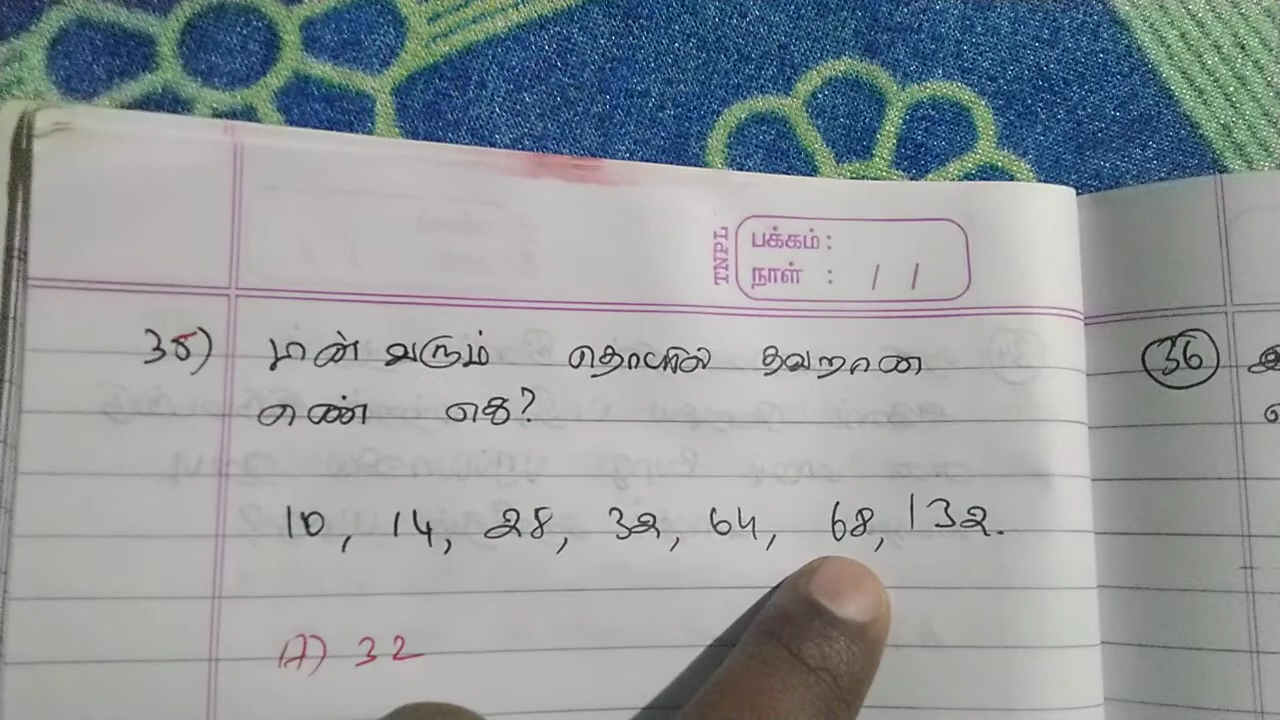 TNPL
பக்கம் :
நாள் : / /
35) பின் வரும் தொடரில் தவறான
எண் எது?
10, 14, 28, 32, 64, 68, 132.
A) 32
36